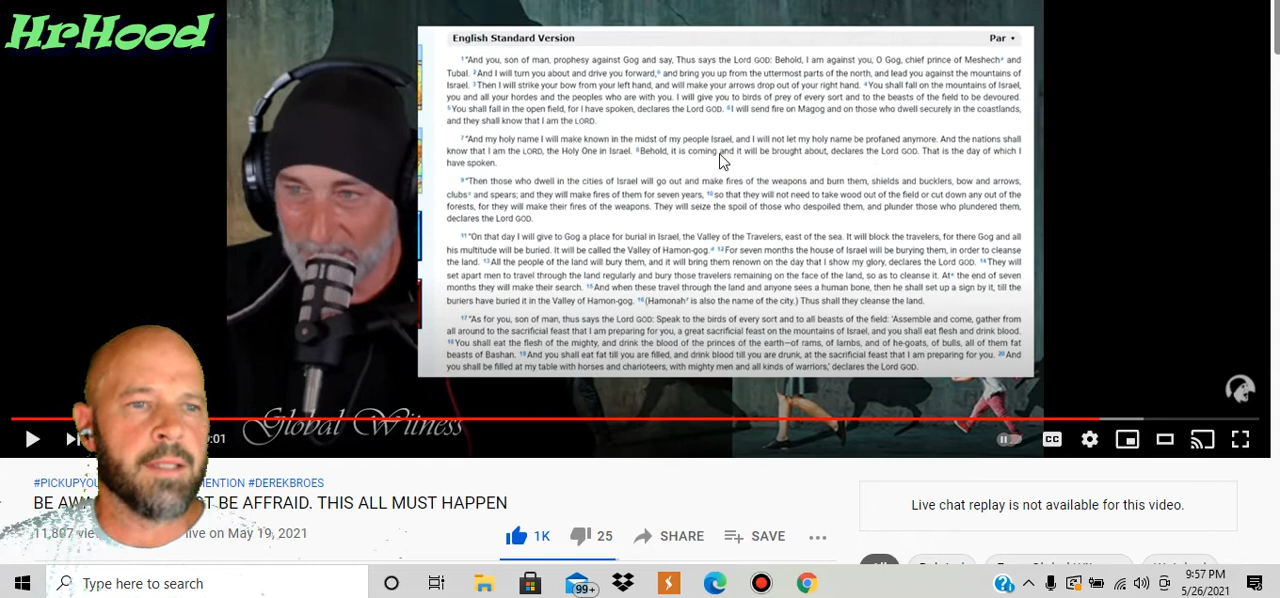 HrHood
English Standard Version
Par
1"And you, son of man, prophesy against Gog and say, Thus says the Lord GOD: Behold, I am against you, O Gog, chief prince of Meshech and
Tubal. 2And I will turn you about and drive you forward, and bring you up from the uttermost parts of the north, and lead you against the mountains of
Israel. 3Then I will strike your bow from your left hand, and will make your arrows drop out of your right hand. 4You shall fall on the mountains of Israel,
you and all your hordes and the peoples who are with you. I will give you to birds of prey of every sort and to the beasts of the field to be devoured.
5You shall fall in the open field, for I have spoken, declares the Lord GOD. 6I will send fire on Magog and on those who dwell securely in the coastlands,
and they shall know that I am the LORD.
7"And my holy name I will make known in the midst of my people Israel, and I will not let my holy name be profaned anymore. And the nations shall
know that I am the LORD, the Holy One in Israel. 8Behold, it is coming and it will be brought about, declares the Lord GOD. That is the day of which I
have spoken.
9"Then those who dwell in the cities of Israel will go out and make fires of the weapons and burn them, shields and bucklers, bow and arrows,
clubs and spears; and they will make fires of them for seven years, 10so that they will not need to take wood out of the field or cut down any out of the
forests, for they will make their fires of the weapons. They will seize the spoil of those who despoiled them, and plunder those who plundered them,
declares the Lord GOD.
11"On that day I will give to Gog a place for burial in Israel, the Valley of the Travelers, east of the sea. It will block the travelers, for there Gog and all
his multitude will be buried. It will be called the Valley of Hamon-gog. 12For seven months the house of Israel will be burying them, in order to cleanse
the land. 13All the people of the land will bury them, and it will bring them renown on the day that I show my glory, declares the Lord GOD. 14They will
set apart men to travel through the land regularly and bury those travelers remaining on the face of the land, so as to cleanse it. At the end of seven
months they will make their search. 15And when these travel through the land and anyone sees a human bone, then he shall set up a sign by it, till the
buriers have buried it in the Valley of Hamon-gog. 16(Hamonah is also the name of the city.) Thus shall they cleanse the land.
17"As for you, son of man, thus says the Lord GOD: Speak to the birds of every sort and to all beasts of the field: 'Assemble and come, gather from
all around to the sacrificial feast that I am preparing for you, a great sacrificial feast on the mountains of Israel, and you shall eat flesh and drink blood.
18You shall eat the flesh of the mighty, and drink the blood of the princes of the earth—of rams, of lambs, and of he-goats, of bulls, all of them fat
beasts of Bashan. 19And you shall eat fat till you are filled, and drink blood till you are drunk, at the sacrificial feast that I am preparing for you. 20And
you shall be filled at my table with horses and charioteers, with mighty men and all kinds of warriors,' declares the Lord GOD.
Global Witness
:01
CC
#PICKUPYOU MENTION #DEREKBROES
BE AW T BE AFFRAID. THIS ALL MUST HAPPEN
11,807 live on May 19, 2021
1K
25
SHARE
SAVE
Live chat replay is not available for this video.
Type here to search
99+
9:57 PM
5/26/2021